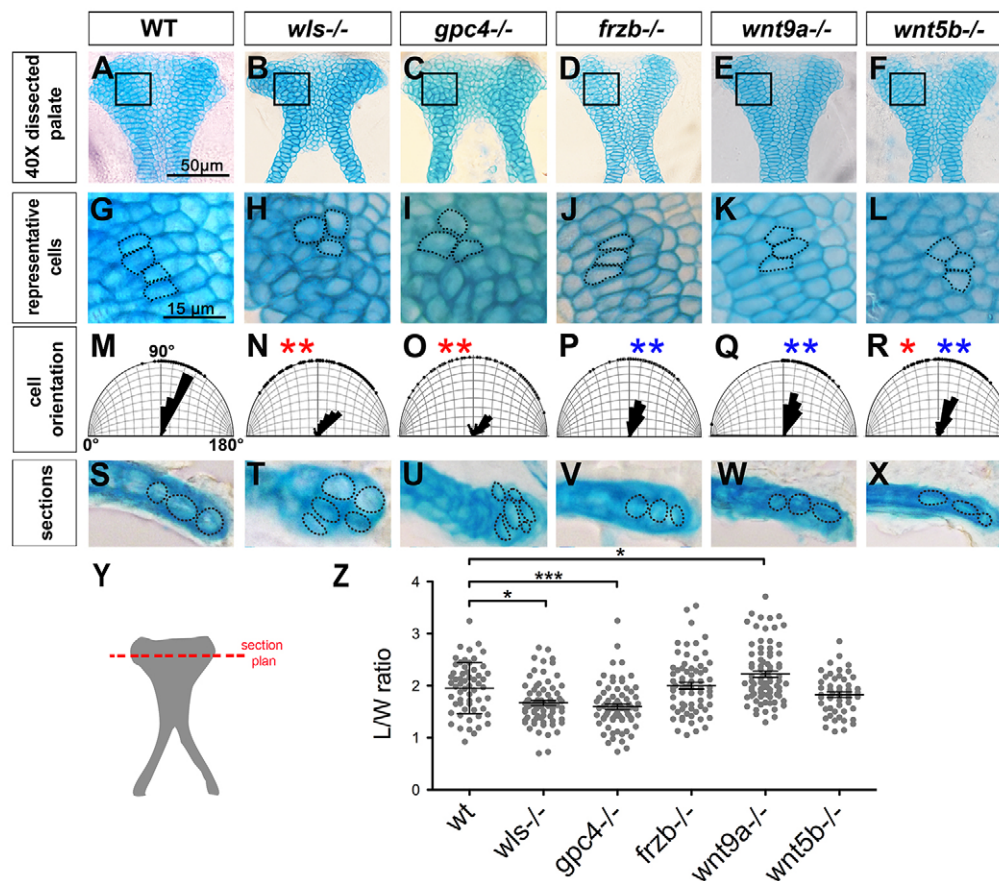 WT
wls-/-
gpc4-/-
frzb-/-
wnt9a-/-
wnt5b-/-
40X dissected
palate
A
B
C
D
E
F
50µm
representative
cells
G
H
I
J
K
L
15 µm
cell
orientation
M
N **
O **
P **
Q **
R * **
90°
0°
180°
sections
S
T
U
V
W
X
Y
section
plan
Z
*
***
*
L/W ratio
4
3
2
1
0
wt
wls-/-
gpc4-/-
frzb-/-
wnt9a-/-
wnt5b-/-